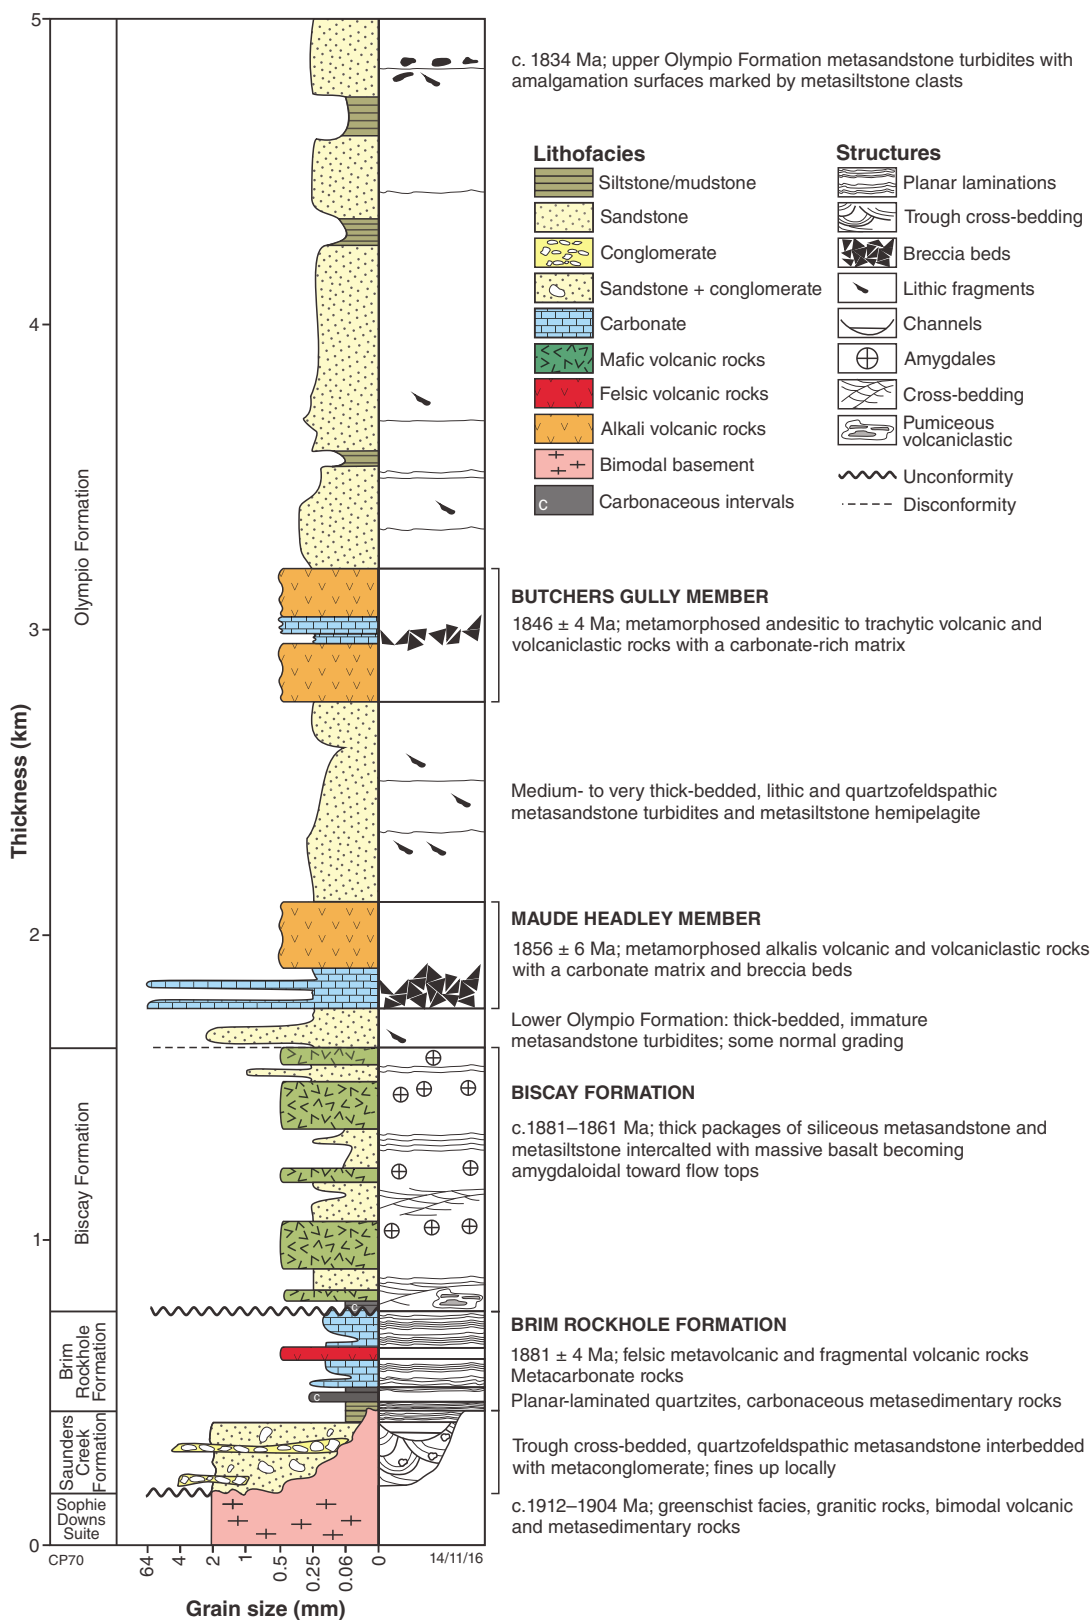 5
4
3
2
1
0
Thickness (km)
Olympio Formation
Biscay Formation
Brim
Rockhole
Formation
Saunders
Creek
Formation
Sophie
Downs
Suite
CP70
14/11/16
64
4
2
1
0.5
0.25
0.06
0
Grain size (mm)
c
c
c. 1834 Ma; upper Olympio Formation metasandstone turbidites with
amalgamation surfaces marked by metasiltstone clasts
Lithofacies
Siltstone/mudstone
Sandstone
Conglomerate
Sandstone + conglomerate
Carbonate
Mafic volcanic rocks
Felsic volcanic rocks
Alkali volcanic rocks
Bimodal basement
c
Carbonaceous intervals
Structures
Planar laminations
Trough cross-bedding
Breccia beds
Lithic fragments
Channels
Amygdales
Cross-bedding
Pumiceous
volcaniclastic
Unconformity
Disconformity
BUTCHERS GULLY MEMBER
1846 ± 4 Ma; metamorphosed andesitic to trachytic volcanic and
volcaniclastic rocks with a carbonate-rich matrix
Medium- to very thick-bedded, lithic and quartzofeldspathic
metasandstone turbidites and metasiltstone hemipelagite
MAUDE HEADLEY MEMBER
1856 ± 6 Ma; metamorphosed alkalis volcanic and volcaniclastic rocks
with a carbonate matrix and breccia beds
Lower Olympio Formation: thick-bedded, immature
metasandstone turbidites; some normal grading
BISCAY FORMATION
c.1881–1861 Ma; thick packages of siliceous metasandstone and
metasiltstone intercalted with massive basalt becoming
amygdaloidal toward flow tops
BRIM ROCKHOLE FORMATION
1881 ± 4 Ma; felsic metavolcanic and fragmental volcanic rocks
Metacarbonate rocks
Planar-laminated quartzites, carbonaceous metasedimentary rocks
Trough cross-bedded, quartzofeldspathic metasandstone interbedded
with metaconglomerate; fines up locally
c.1912–1904 Ma; greenschist facies, granitic rocks, bimodal volcanic
and metasedimentary rocks